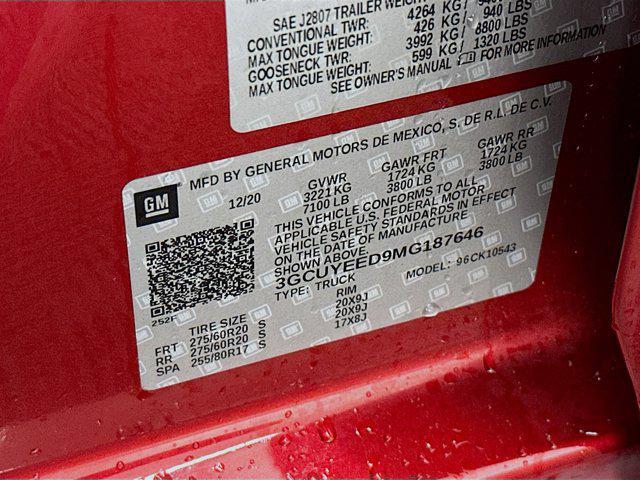 SAE J2807 TRAILER WEIGHT
CONVENTIONAL TWR: 4264 KG / 9400 LBS
MAX TONGUE WEIGHT: 426 KG / 940 LBS
GOOSENECK TWR: 3992 KG / 8800 LBS
MAX TONGUE WEIGHT: 599 KG / 1320 LBS
SEE OWNER'S MANUAL FOR MORE INFORMATION
GM
MFD BY GENERAL MOTORS DE MEXICO, S. DE R.L. DE C.V.
12/20 GVWR GAWR FRT GAWR RR
3221 KG 1724 KG 1724 KG
7100 LB 3800 LB 3800 LB
THIS VEHICLE CONFORMS TO ALL
APPLICABLE U.S. FEDERAL MOTOR
VEHICLE SAFETY STANDARDS IN EFFECT
ON THE DATE OF MANUFACTURE
SHOWN ABOVE.
3GCUYEED9MG187646
TYPE: TRUCK MODEL: 96CK10543
TIRE SIZE RIM
FRT 275/60R20 S 20X9J
RR 275/60R20 S 20X9J
SPA 255/80R17 S 17X8J